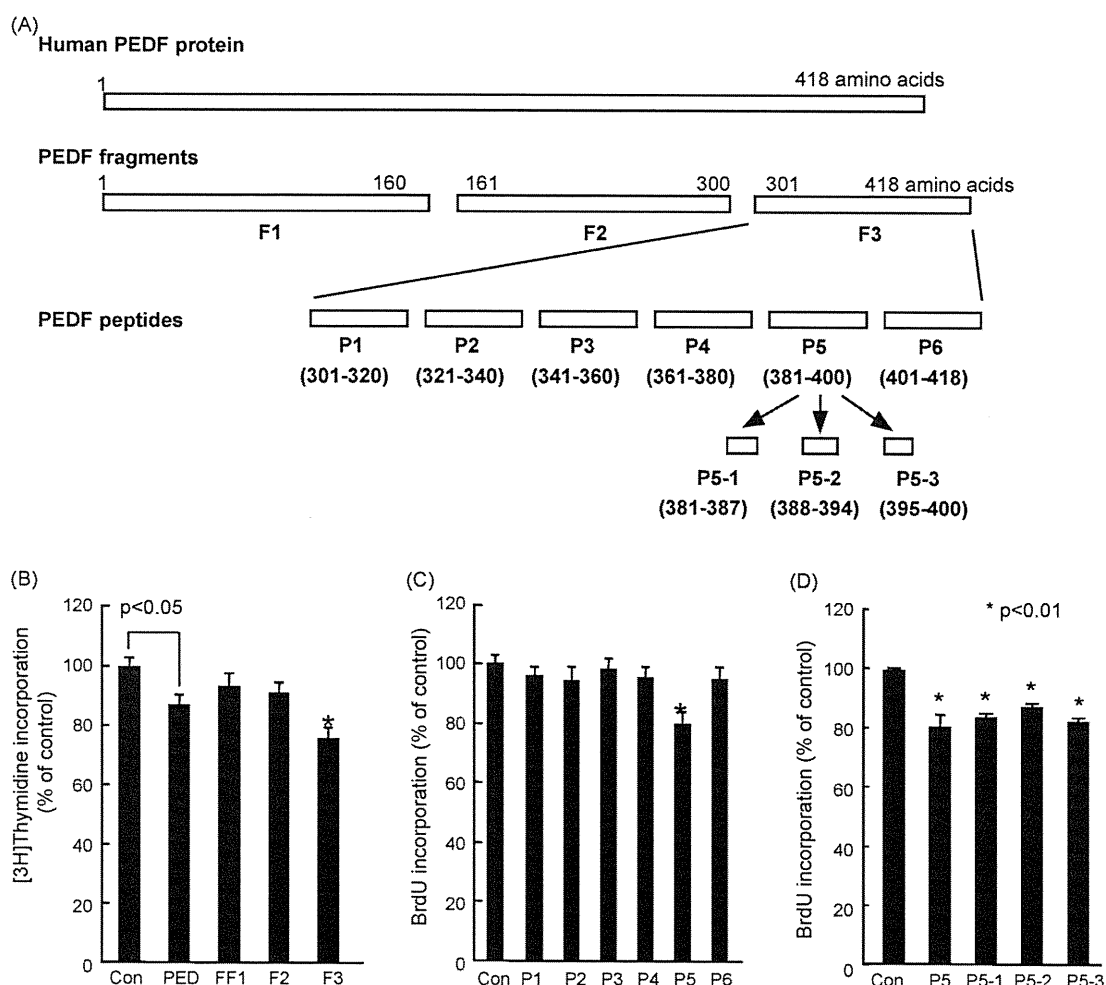 (A)
Human PEDF protein
1 418 amino acids
PEDF fragments
1 160 161 300 301 418 amino acids
F1 F2 F3
PEDF peptides
P1 P2 P3 P4 P5 P6
(301-320) (321-340) (341-360) (361-380) (381-400) (401-418)
P5-1 P5-2 P5-3
(381-387) (388-394) (395-400)
(B)
[3H]Thymidine incorporation
(% of control)
120
100
80
60
40
20
0
p<0.05
*
Con PED FF1 F2 F3
(C)
BrdU incorporation (% of control)
120
100
80
60
40
20
0
*
Con P1 P2 P3 P4 P5 P6
(D)
BrdU incorporation (% of control)
120
100
80
60
40
20
0
* p<0.01
* * * *
Con P5 P5-1 P5-2 P5-3